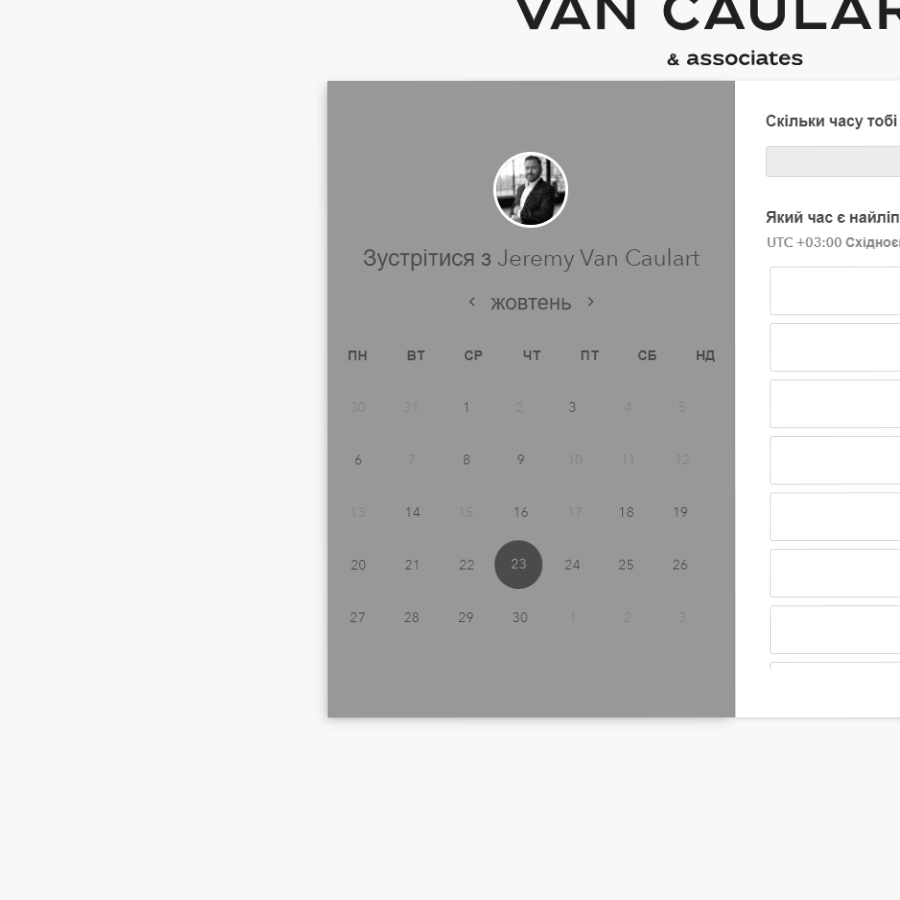 VAN CAULAR
& associates
Зустрітися з Jeremy Van Caulart
жовтень
ПН ВТ СР ЧТ ПТ СБ НД
30 31 1 2 3 4 5
6 7 8 9 10 11 12
13 14 15 16 17 18 19
20 21 22 23 24 25 26
27 28 29 30 1 2 3
Скільки часу тобі
Який час є найліп
UTC +03:00 Східноє